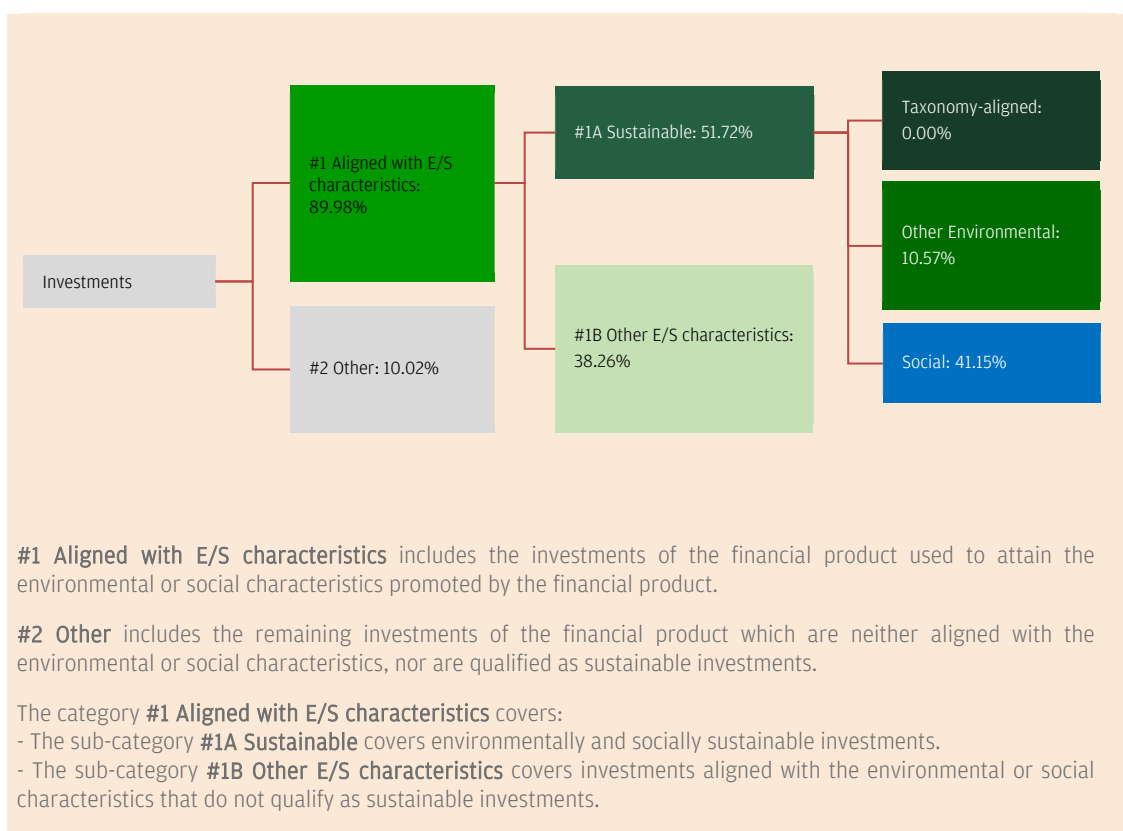 Investments
#1 Aligned with E/S
characteristics:
89.98%
#2 Other: 10.02%
#1A Sustainable: 51.72%
#1B Other E/S characteristics:
38.26%
Taxonomy-aligned:
0.00%
Other Environmental:
10.57%
Social: 41.15%
#1 Aligned with E/S characteristics includes the investments of the financial product used to attain the
environmental or social characteristics promoted by the financial product.
#2 Other includes the remaining investments of the financial product which are neither aligned with the
environmental or social characteristics, nor are qualified as sustainable investments.
The category #1 Aligned with E/S characteristics covers:
- The sub-category #1A Sustainable covers environmentally and socially sustainable investments.
- The sub-category #1B Other E/S characteristics covers investments aligned with the environmental or social
characteristics that do not qualify as sustainable investments.